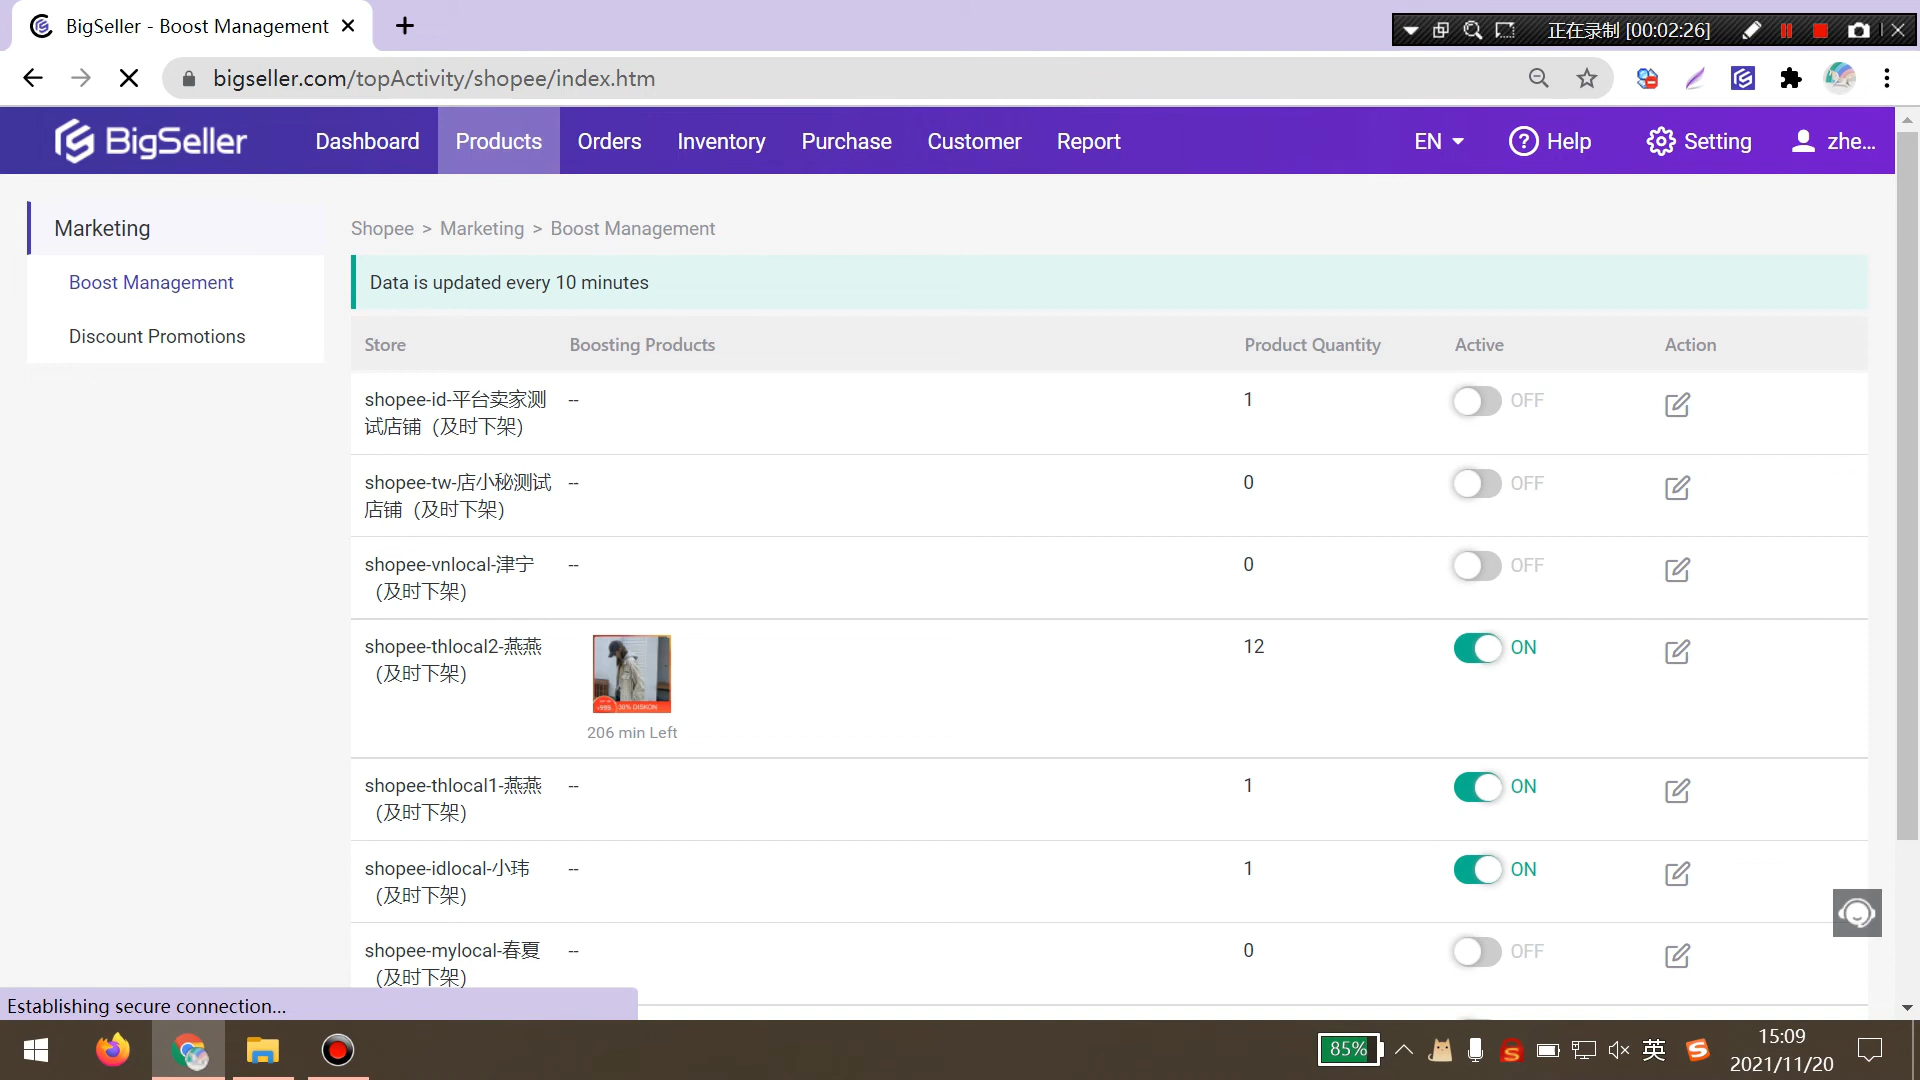 BigSeller - Boost Management
正在录制 [00:02:26]
bigseller.com/topActivity/shopee/index.htm
BigSeller
Dashboard
Products
Orders
Inventory
Purchase
Customer
Report
EN
Help
Setting
zhe...
Marketing
Boost Management
Discount Promotions
Shopee > Marketing > Boost Management
Data is updated every 10 minutes
Store
Boosting Products
Product Quantity
Active
Action
shopee-id-平台卖家测
试店铺（及时下架）
--
1
OFF
shopee-tw-店小秘测试
店铺（及时下架）
--
0
OFF
shopee-vnlocal-津宁
（及时下架）
--
0
OFF
shopee-thlocal2-燕燕
（及时下架）
30% DISKON
206 min Left
12
ON
shopee-thlocal1-燕燕
（及时下架）
--
1
ON
shopee-idlocal-小玮
（及时下架）
--
1
ON
shopee-mylocal-春夏
（及时下架）
--
0
OFF
Establishing secure connection...
85%
英
15:09
2021/11/20